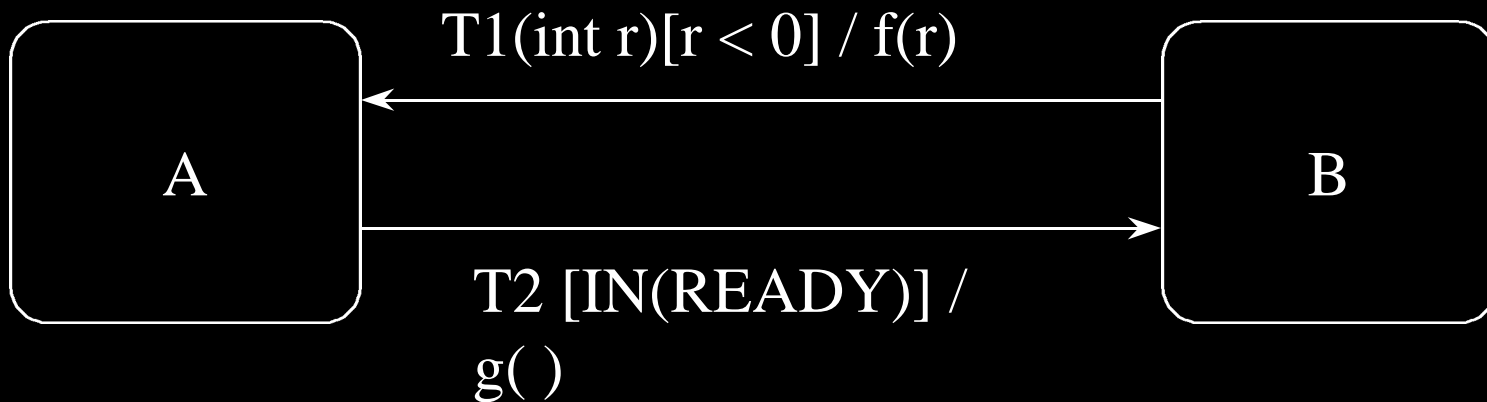 T1(int r)[r < 0] / f(r)
A
B
T2 [IN(READY)] /
g( )